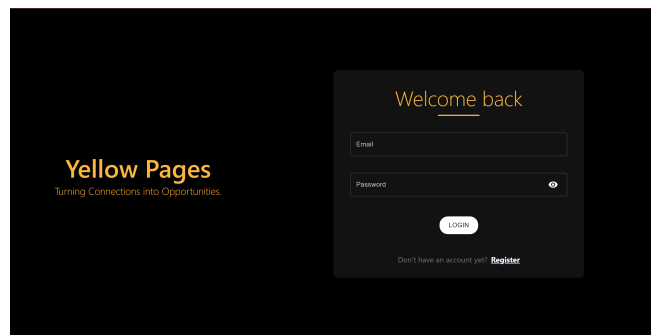 Yellow Pages
Turning Connections into Opportunities.
Welcome back
Email
Password
LOGIN
Don't have an account yet? Register